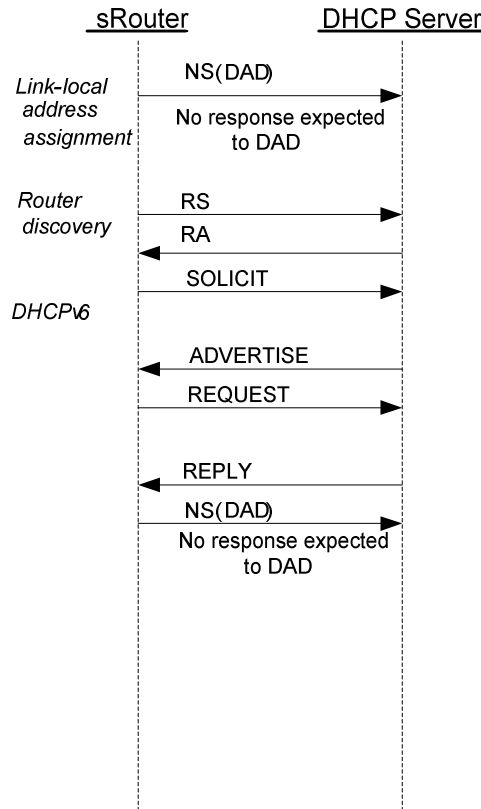 sRouter
DHCP Server
NS(DAD)
Link-local
address
assignment
No response expected
to DAD
Router
discovery
RS
RA
SOLICIT
DHCPv6
ADVERTISE
REQUEST
REPLY
NS(DAD)
No response expected
to DAD